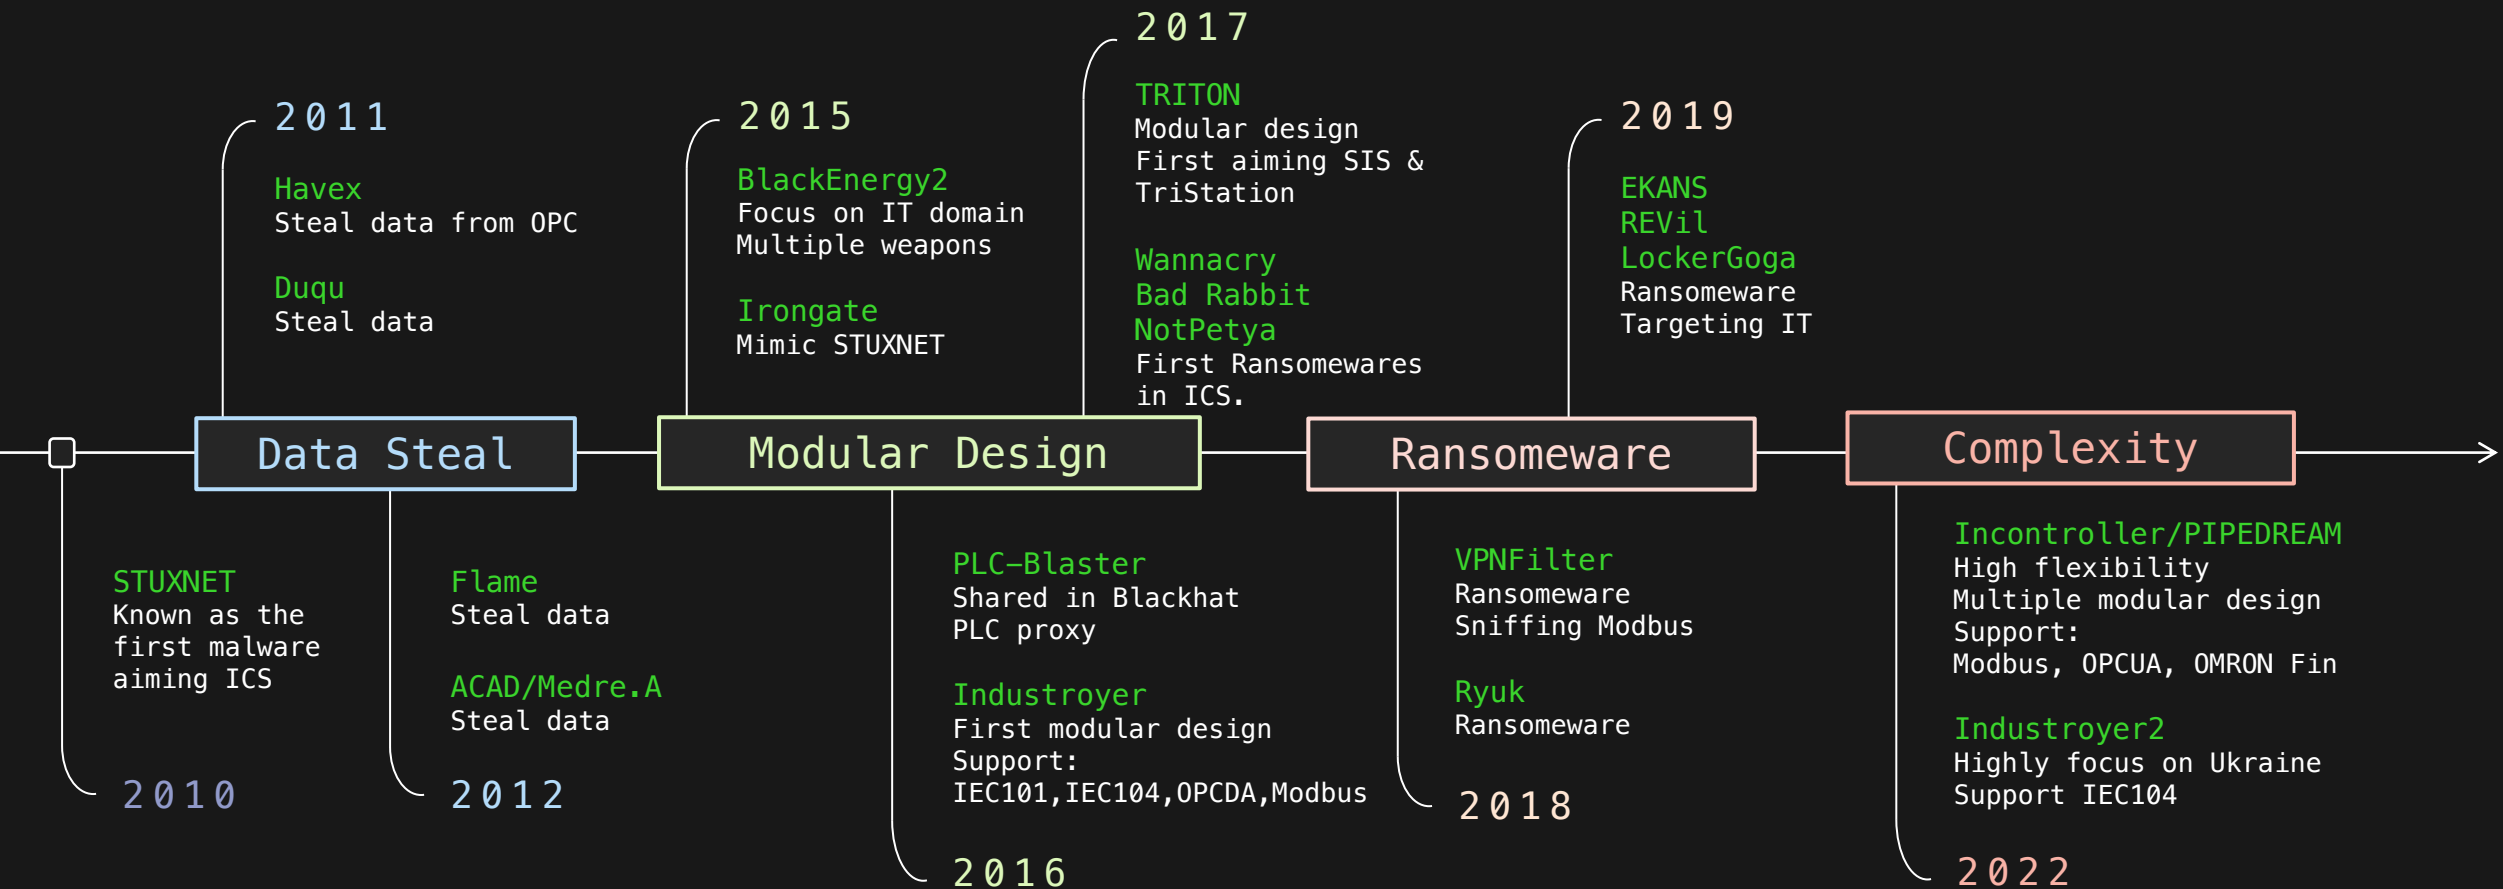 2010
STUXNET
Known as the
first malware
aiming ICS
Data Steal
2011
Havex
Steal data from OPC
Duqu
Steal data
2012
Flame
Steal data
ACAD/Medre.A
Steal data
Modular Design
2015
BlackEnergy2
Focus on IT domain
Multiple weapons
Irongate
Mimic STUXNET
2016
PLC-Blaster
Shared in Blackhat
PLC proxy
Industroyer
First modular design
Support:
IEC101,IEC104,OPCDA,Modbus
2017
TRITON
Modular design
First aiming SIS &
TriStation
Wannacry
Bad Rabbit
NotPetya
First Ransomewares
in ICS.
Ransomeware
2018
VPNFilter
Ransomeware
Sniffing Modbus
Ryuk
Ransomeware
2019
EKANS
REVil
LockerGoga
Ransomeware
Targeting IT
Complexity
2022
Incontroller/PIPEDREAM
High flexibility
Multiple modular design
Support:
Modbus, OPCUA, OMRON Fin
Industroyer2
Highly focus on Ukraine
Support IEC104